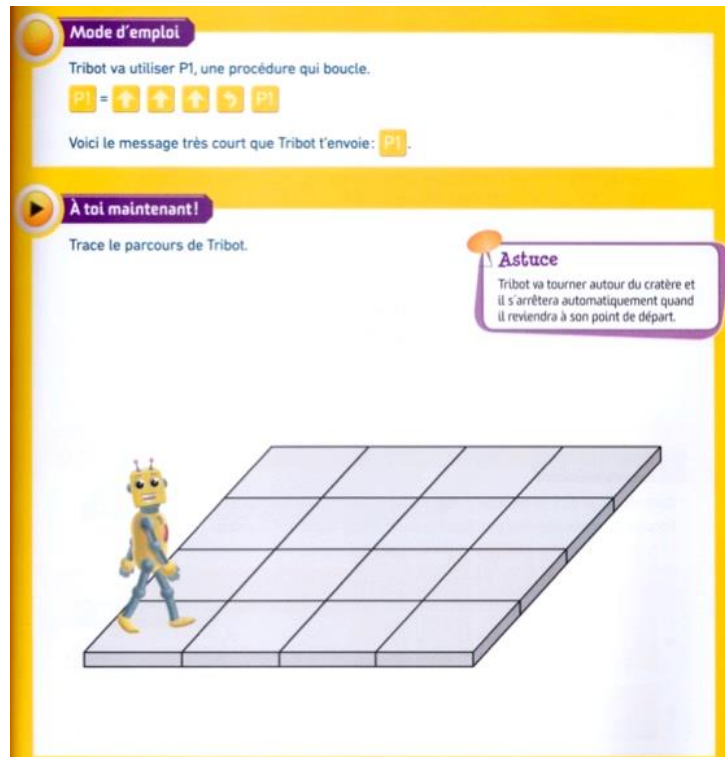 Mode d'emploi
Tribot va utiliser P1, une procédure qui boucle.
P1 = ↑ ↑ ↑ ↶ P1
Voici le message très court que Tribot t'envoie: P1.
À toi maintenant!
Trace le parcours de Tribot.
Astuce
Tribot va tourner autour du cratère et
il s'arrêtera automatiquement quand
il reviendra à son point de départ.